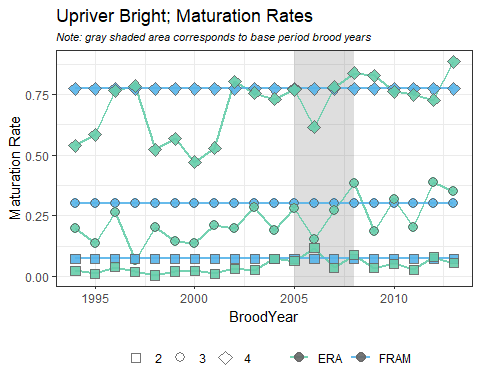 Upriver Bright; Maturation Rates
Note: gray shaded area corresponds to base period brood years
Maturation Rate
0.75
0.50
0.25
0.00
1995 2000 2005 2010
BroodYear
2 3 4 ERA FRAM